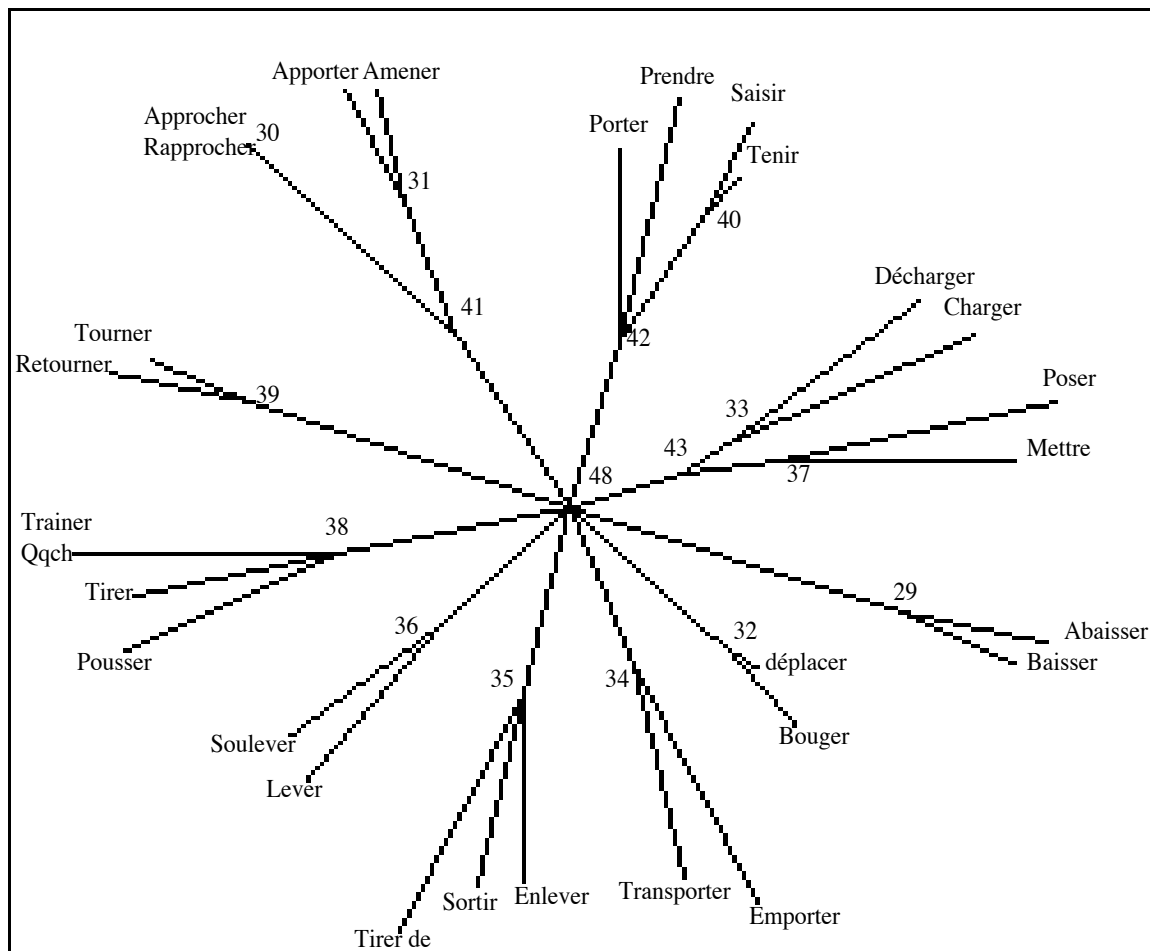 Apporter Amener
Prendre
Saisir
Approcher
Rapprocher
30
Porter
Tenir
31
40
Décharger
Charger
41
42
Tourner
Retourner
39
Poser
33
43
Mettre
37
48
Trainer
Qqch
38
Tirer
29
Pousser
36
32
Abaisser
déplacer
Baisser
35
34
Soulever
Bouger
Lever
Sortir
Enlever
Transporter
Emporter
Tirer de